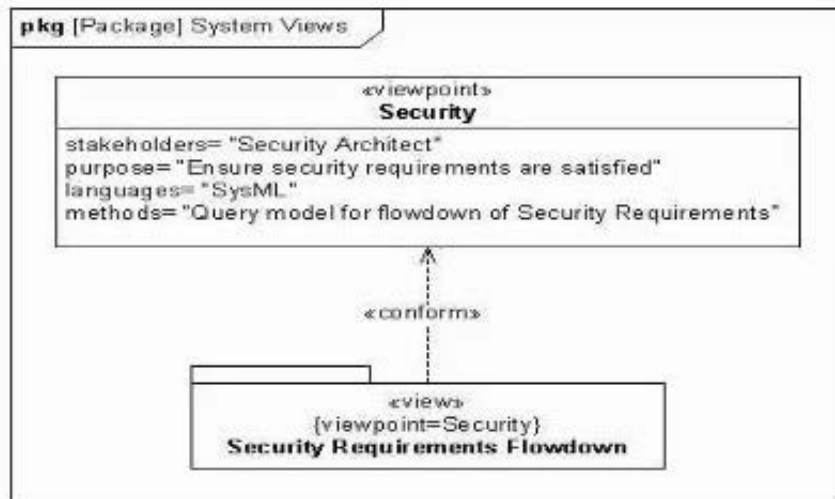 pkg [Package] System Views
«viewpoint»
Security
stakeholders= "Security Architect"
purpose= "Ensure security requirements are satisfied"
languages= "SysML"
methods= "Query model for flowdown of Security Requirements"
«conform»
«view»
{viewpoint=Security}
Security Requirements Flowdown